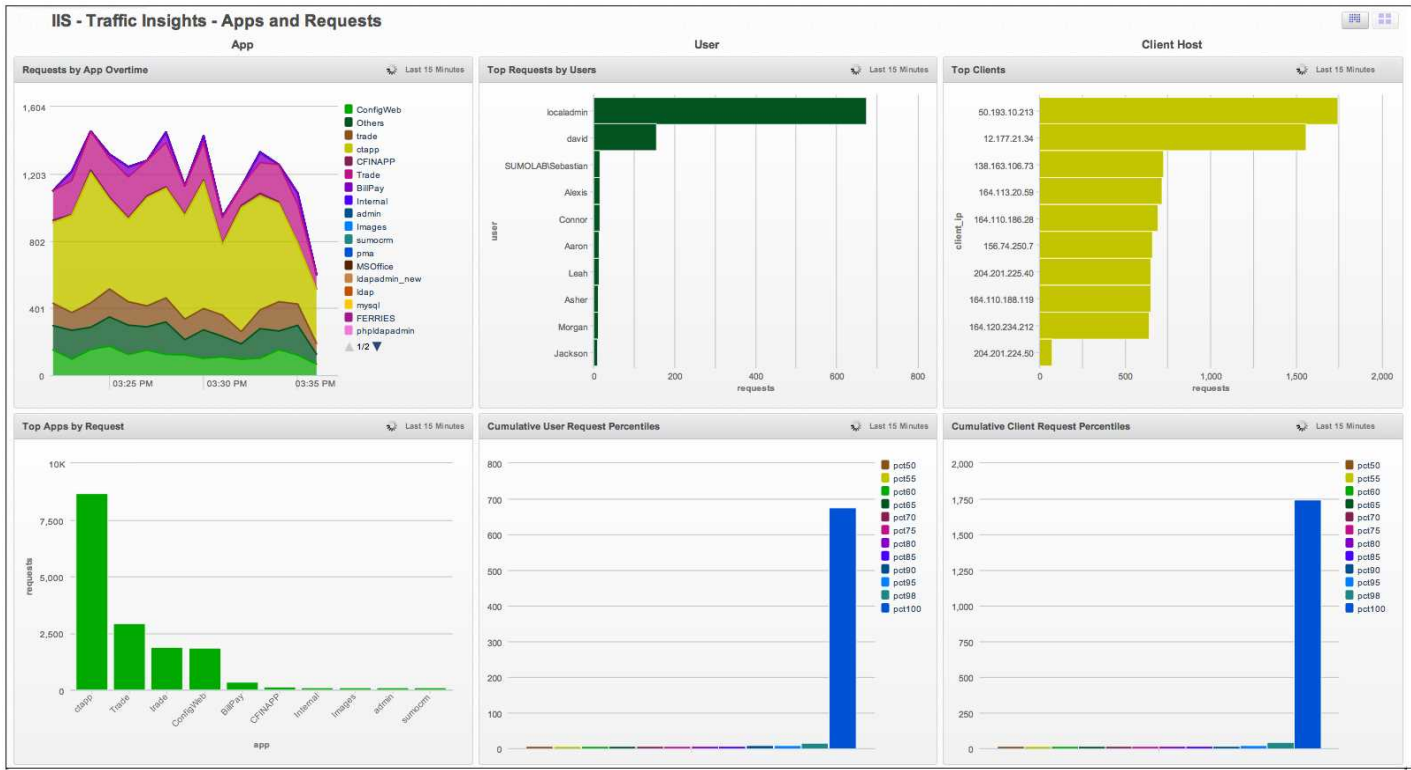 IIS - Traffic Insights - Apps and Requests
App
User
Client Host
Requests by App Overtime
Last 15 Minutes
1,604
1,203
802
401
0
03:25 PM
03:30 PM
03:35 PM
ConfigWeb
Others
trade
ctapp
CFINAPP
Trade
BillPay
Internal
admin
Images
sumocrm
pma
MSOffice
ldapadmin_new
ldap
mysql
FERRIES
phpldapadmin
1/2
Top Requests by Users
Last 15 Minutes
user
localadmin
david
SUMOLAB\Sebastian
Alexis
Connor
Aaron
Leah
Asher
Morgan
Jackson
0
200
400
600
800
requests
Top Clients
Last 15 Minutes
client_ip
50.193.10.213
12.177.21.34
138.163.106.73
164.113.20.59
164.110.186.28
156.74.250.7
204.201.225.40
164.110.188.119
164.120.234.212
204.201.224.50
0
500
1,000
1,500
2,000
requests
Top Apps by Request
Last 15 Minutes
requests
10K
7,500
5,000
2,500
0
ctapp
Trade
trade
ConfigWeb
BillPay
CFINAPP
Internal
Images
admin
sumocrm
app
Cumulative User Request Percentiles
Last 15 Minutes
800
700
600
500
400
300
200
100
0
pct50
pct55
pct60
pct65
pct70
pct75
pct80
pct85
pct90
pct95
pct98
pct100
Cumulative Client Request Percentiles
Last 15 Minutes
2,000
1,750
1,500
1,250
1,000
750
500
250
0
pct50
pct55
pct60
pct65
pct70
pct75
pct80
pct85
pct90
pct95
pct98
pct100